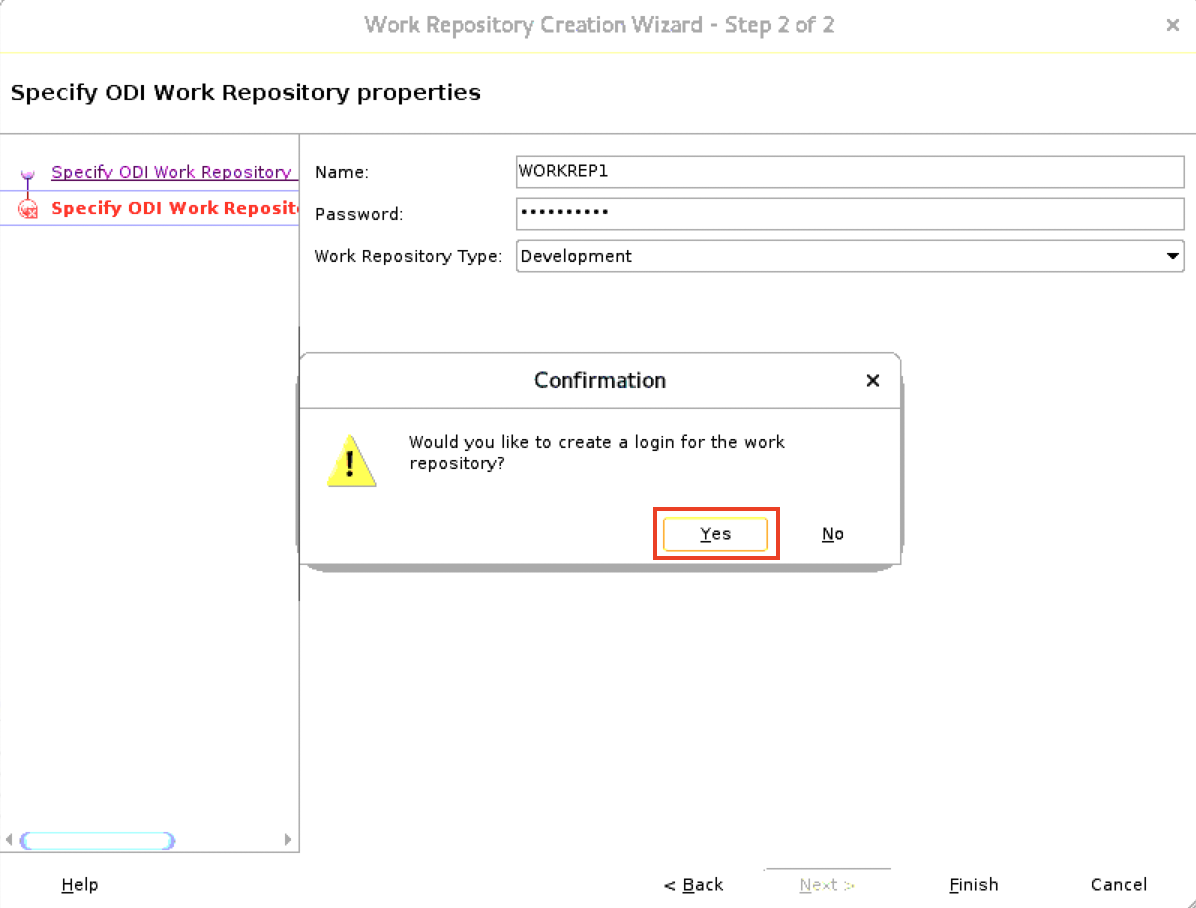 Work Repository Creation Wizard - Step 2 of 2
Specify ODI Work Repository properties
Specify ODI Work Repository
Specify ODI Work Reposito
Name:
WORKREP1
Password:
••••••••••
Work Repository Type:
Development
Confirmation
Would you like to create a login for the work
repository?
Yes
No
Help
< Back
Next >
Finish
Cancel